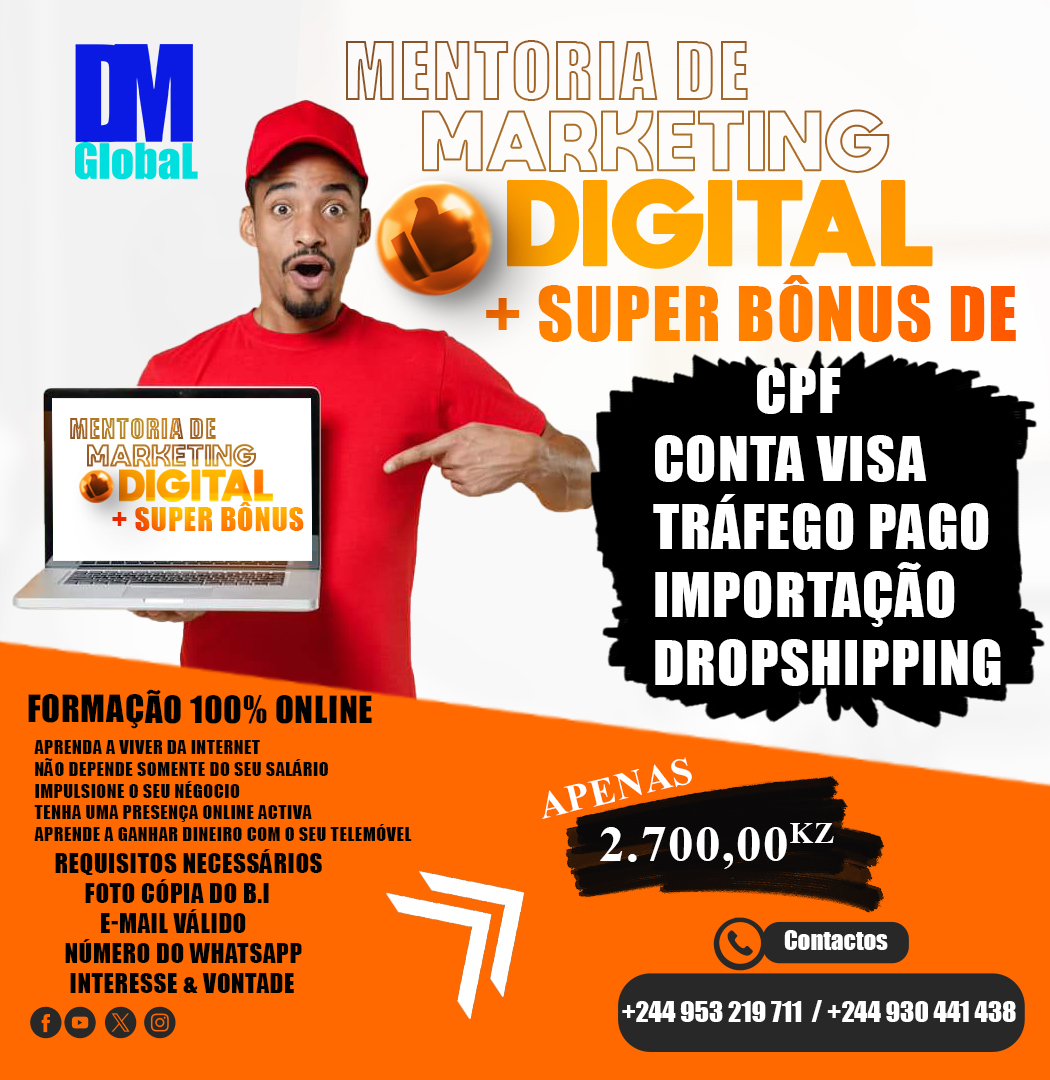 DM
GlobaL
MENTORIA DE
MARKETING
DIGITAL
+ SUPER BÔNUS DE
CPF
CONTA VISA
TRÁFEGO PAGO
IMPORTAÇÃO
DROPSHIPPING
MENTORIA DE
MARKETING
DIGITAL
+ SUPER BÔNUS
FORMAÇÃO 100% ONLINE
APRENDA A VIVER DA INTERNET
NÃO DEPENDE SOMENTE DO SEU SALÁRIO
IMPULSIONE O SEU NÉGOCIO
TENHA UMA PRESENÇA ONLINE ACTIVA
APRENDE A GANHAR DINEIRO COM O SEU TELEMÓVEL
REQUISITOS NECESSÁRIOS
FOTO CÓPIA DO B.I
E-MAIL VÁLIDO
NÚMERO DO WHATSAPP
INTERESSE & VONTADE
APENAS
2.700,00KZ
Contactos
+244 953 219 711 / +244 930 441 438